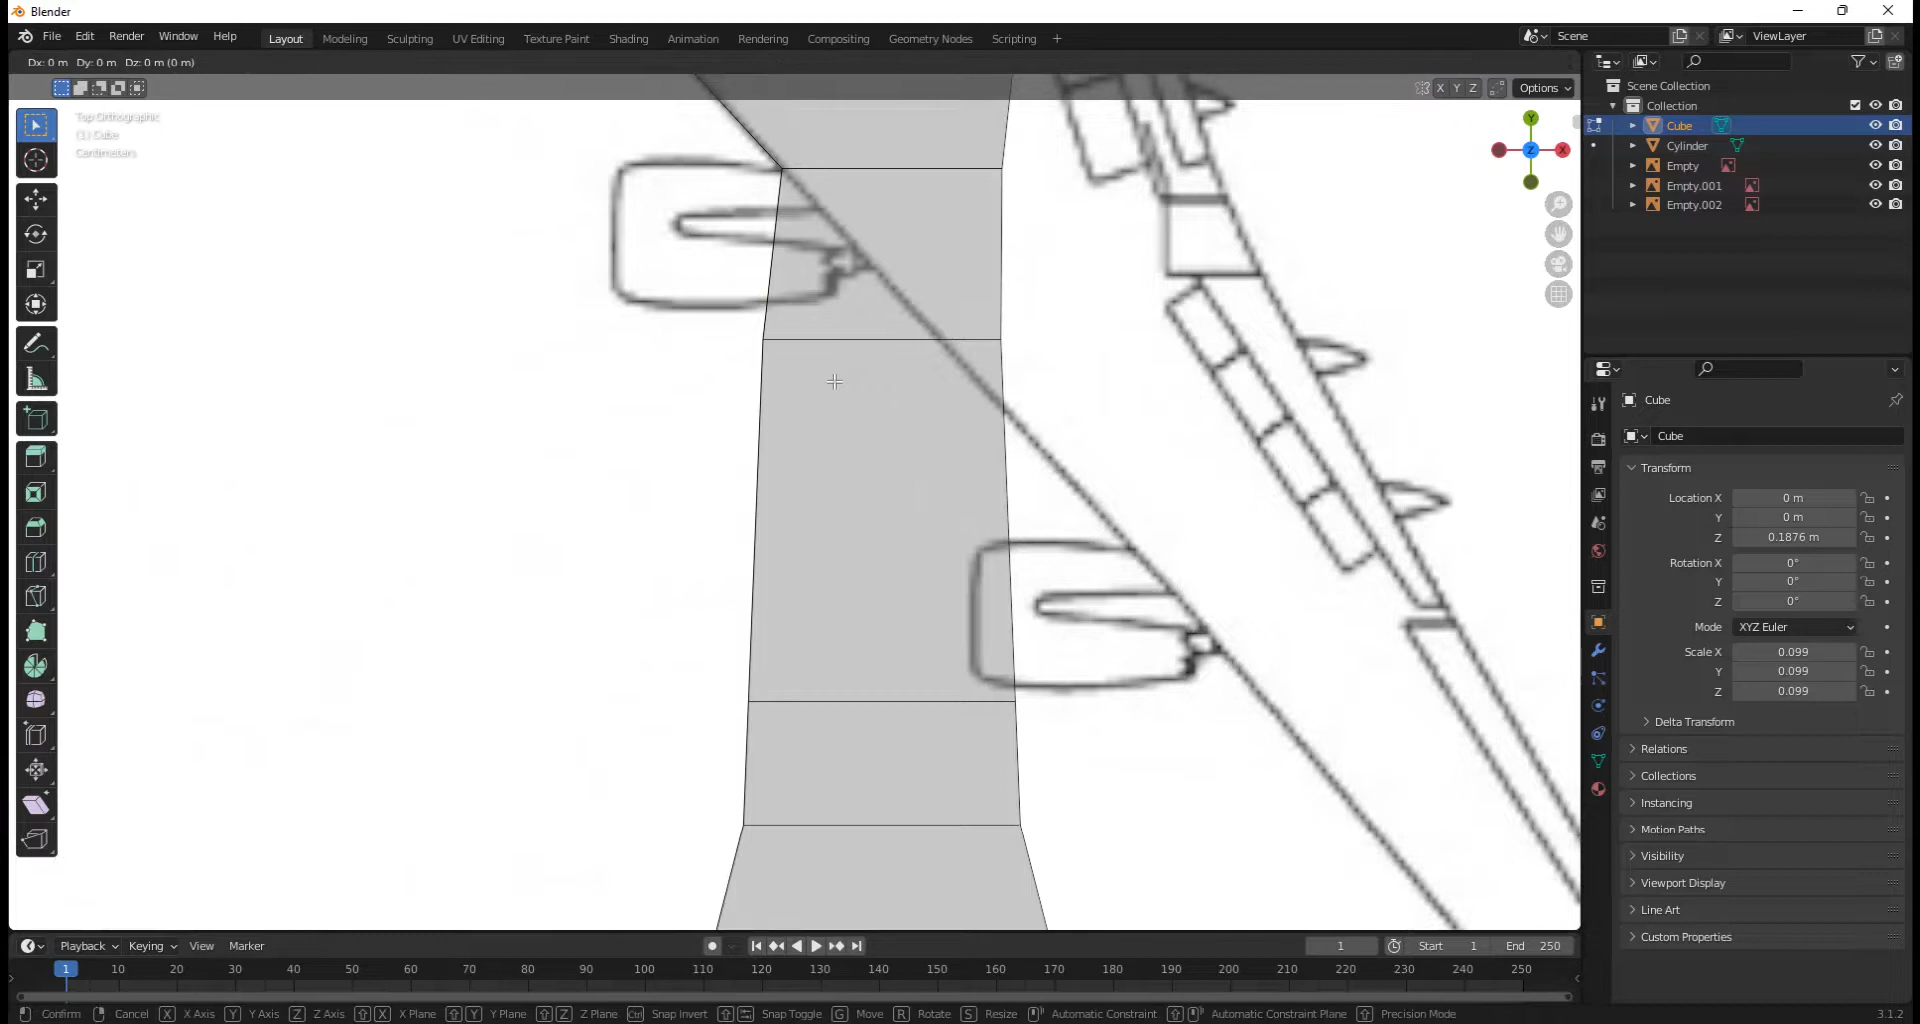 Blender
File Edit Render Window Help Layout Modeling Sculpting UV Editing Texture Paint Shading Animation Rendering Compositing Geometry Nodes Scripting + Scene ViewLayer
Dx: 0 m Dy: 0 m Dz: 0 m (0 m)
X Y Z Options
Top Orthographic
(1) Cube
Centimeters
Y
Z X
Scene Collection
Collection
Cube
Cylinder
Empty
Empty.001
Empty.002
Cube
Cube
Transform
Location X 0 m
Y 0 m
Z 0.1876 m
Rotation X 0°
Y 0°
Z 0°
Mode XYZ Euler
Scale X 0.099
Y 0.099
Z 0.099
Delta Transform
Relations
Collections
Instancing
Motion Paths
Visibility
Viewport Display
Line Art
Custom Properties
Playback Keying View Marker 1 Start 1 End 250
1 10 20 30 40 50 60 70 80 90 100 110 120 130 140 150 160 170 180 190 200 210 220 230 240 250
Confirm Cancel X X Axis Y Y Axis Z Z Axis X X Plane Y Y Plane Z Z Plane Ctrl Snap Invert Snap Toggle G Move R Rotate S Resize Automatic Constraint Automatic Constraint Plane Precision Mode 3.1.2